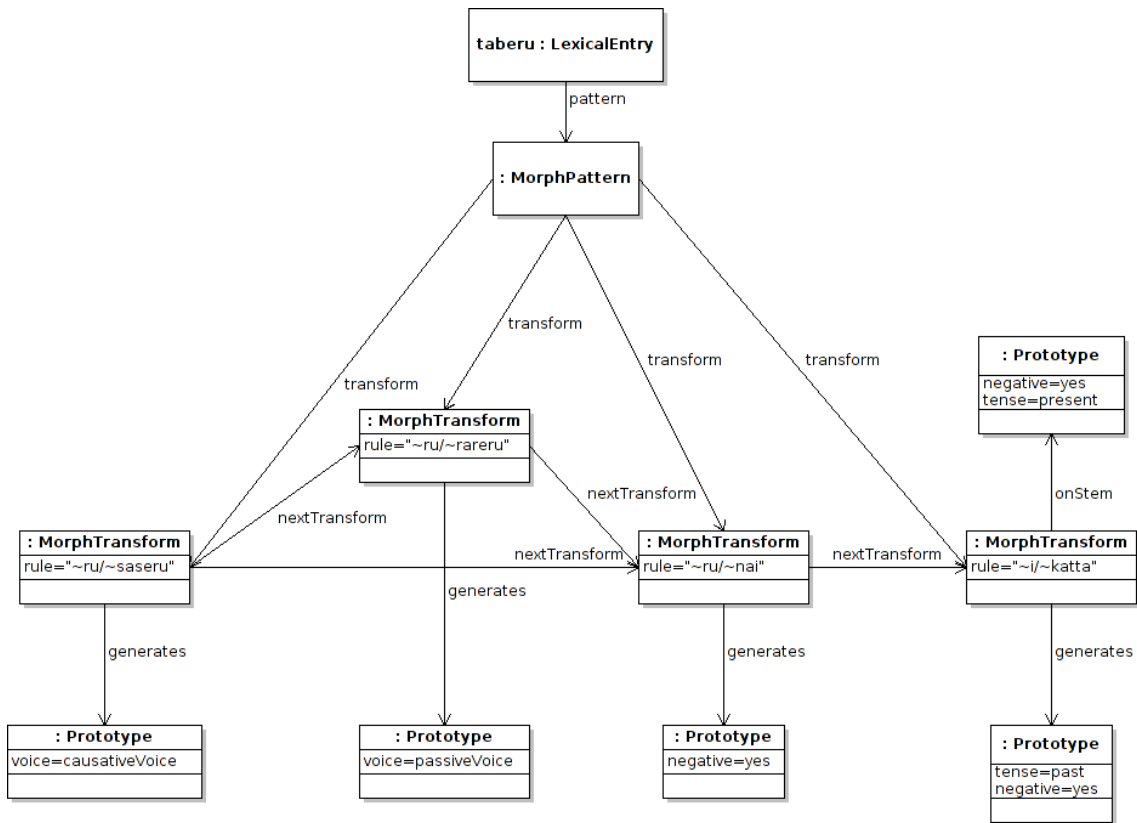 taberu : LexicalEntry
pattern
: MorphPattern
transform
transform
transform
transform
: Prototype
negative=yes
tense=present
: MorphTransform
rule="~ru/~rareru"
onStem
nextTransform
nextTransform
: MorphTransform
rule="~ru/~saseru"
nextTransform
: MorphTransform
rule="~ru/~nai"
nextTransform
: MorphTransform
rule="~i/~katta"
generates
generates
generates
generates
: Prototype
voice=causativeVoice
: Prototype
voice=passiveVoice
: Prototype
negative=yes
: Prototype
tense=past
negative=yes